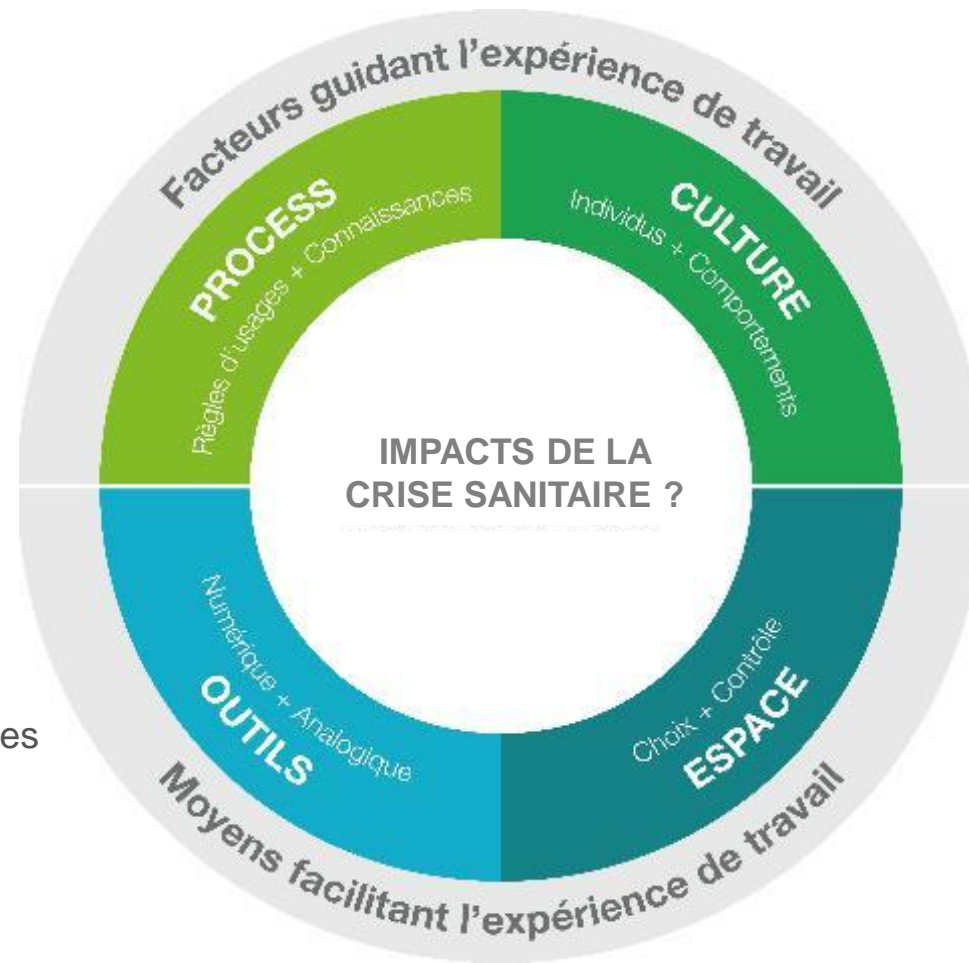 Facteurs guidant l'expérience de travail
PROCESS
Règles d'usages + Connaissances
CULTURE
Individus + Comportements
IMPACTS DE LA
CRISE SANITAIRE ?
Numérique + Analogique
OUTILS
Choix + Contrôle
ESPACE
es
Moyens facilitant l'expérience de travail